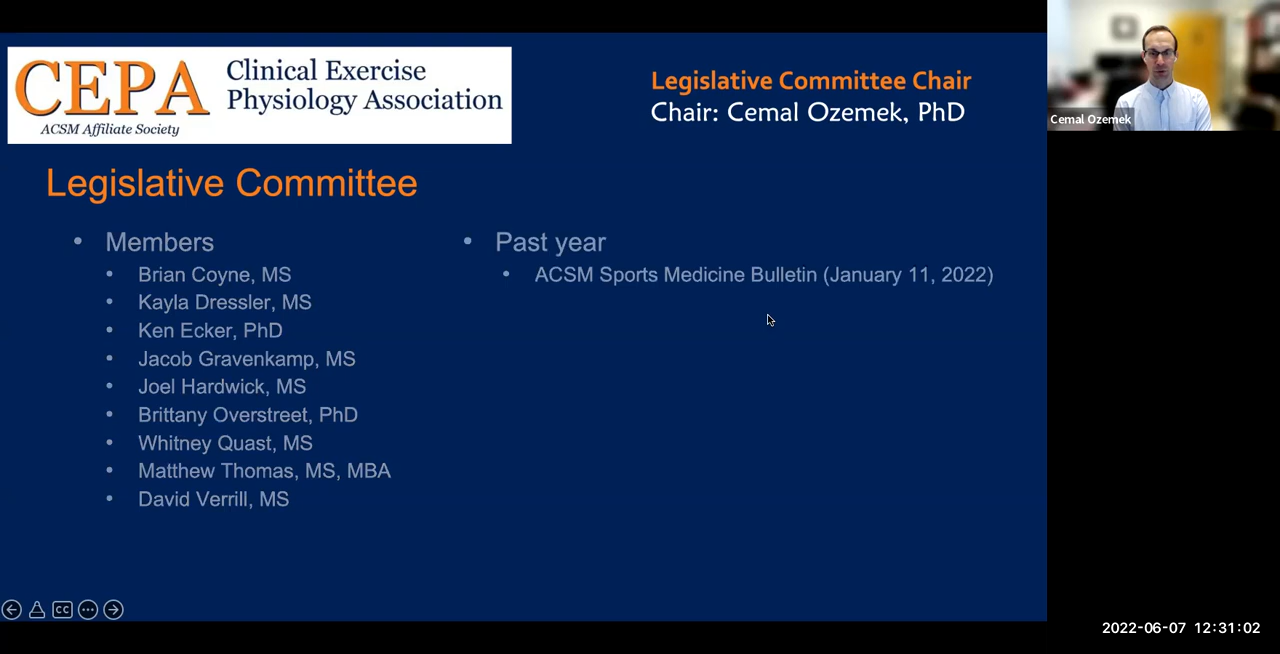 CEPA
Clinical Exercise
Physiology Association
ACSM Affiliate Society
Legislative Committee Chair
Chair: Cemal Ozemek, PhD
Cemal Ozemek
Legislative Committee
• Members
• Brian Coyne, MS
• Kayla Dressler, MS
• Ken Ecker, PhD
• Jacob Gravenkamp, MS
• Joel Hardwick, MS
• Brittany Overstreet, PhD
• Whitney Quast, MS
• Matthew Thomas, MS, MBA
• David Verrill, MS
• Past year
• ACSM Sports Medicine Bulletin (January 11, 2022)
CC
2022-06-07 12:31:02